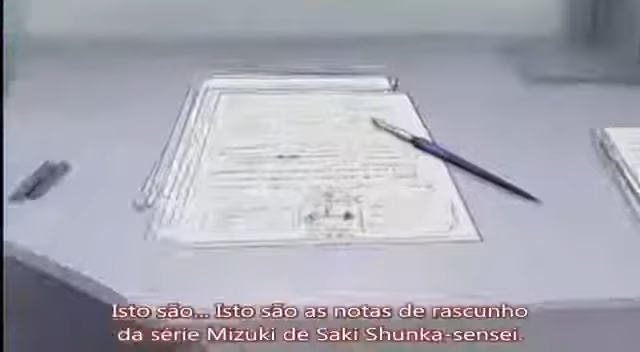 Isto são... Isto são as notas de rascunho
da série Mizuki de Saki Shunka-sensei.